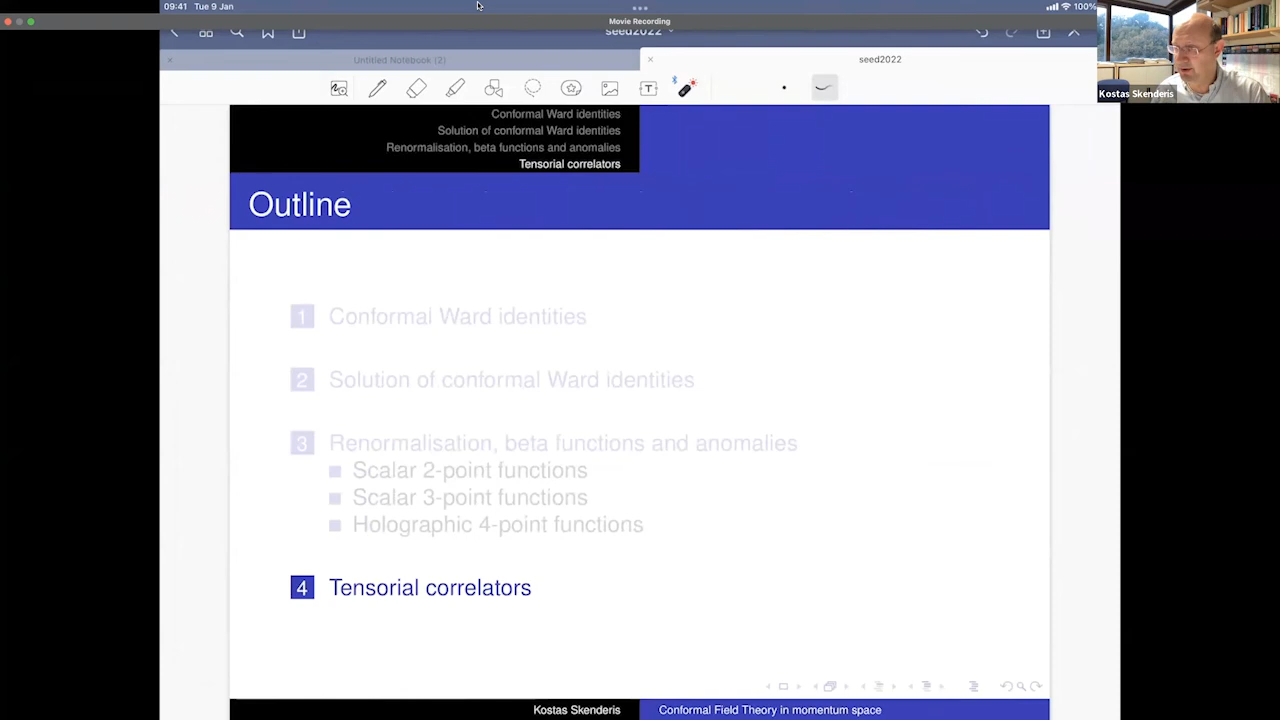 09:41 Tue 9 Jan
100%
Movie Recording
seed2022
Untitled Notebook (2)
seed2022
Kostas Skenderis
Conformal Ward identities
Solution of conformal Ward identities
Renormalisation, beta functions and anomalies
Tensorial correlators
Outline
1 Conformal Ward identities
2 Solution of conformal Ward identities
3 Renormalisation, beta functions and anomalies
Scalar 2-point functions
Scalar 3-point functions
Holographic 4-point functions
4 Tensorial correlators
Kostas Skenderis
Conformal Field Theory in momentum space